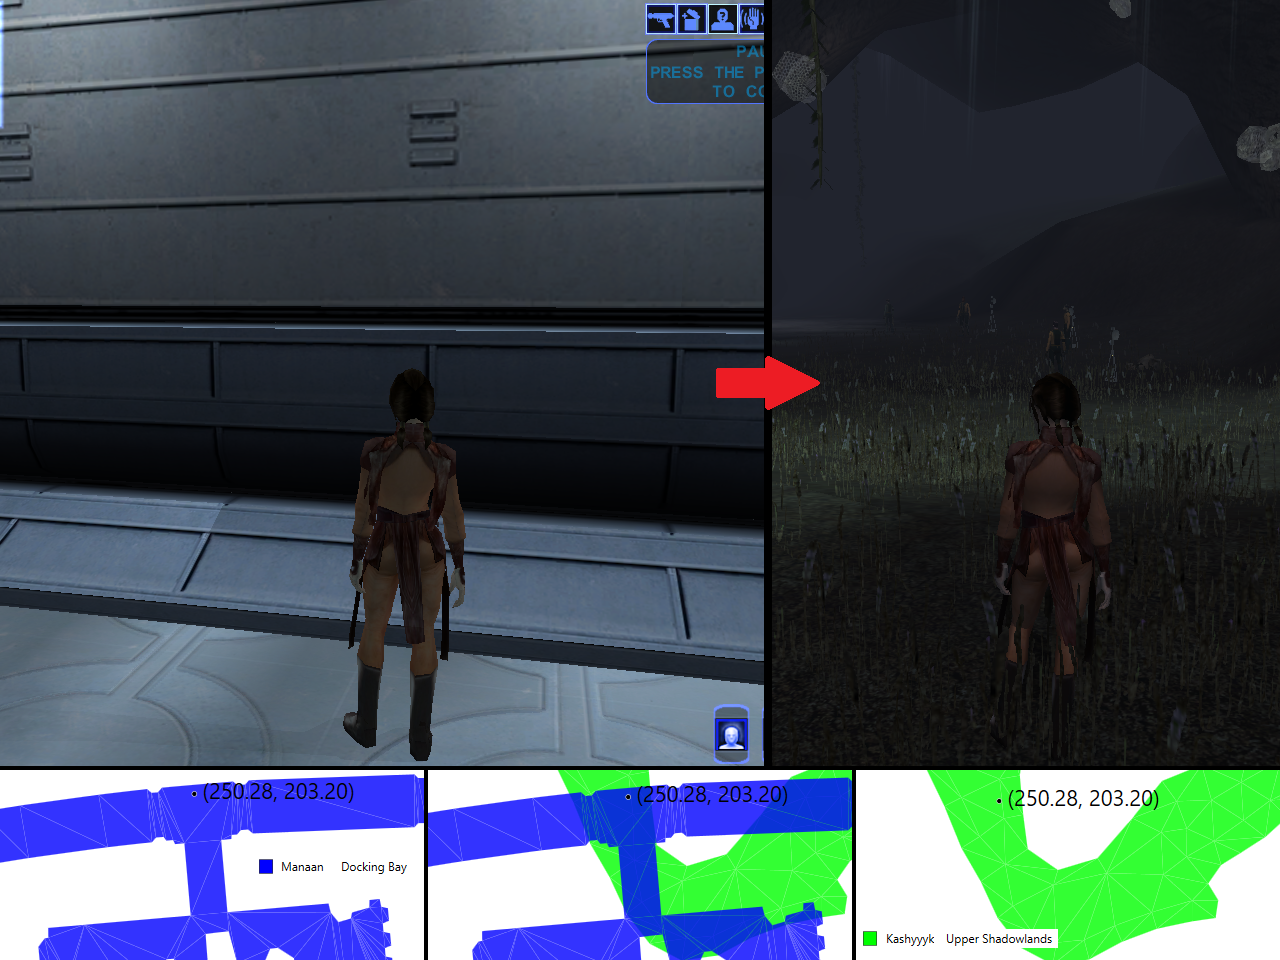 PRESS THE
TO
(250.28, 203.20)
Manaan Docking Bay
(250.28, 203.20)
(250.28, 203.20)
Kashyyyk Upper Shadowlands